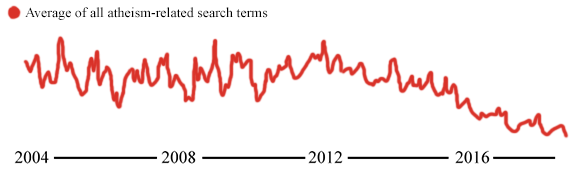 Average of all atheism-related search terms
2004 2008 2012 2016